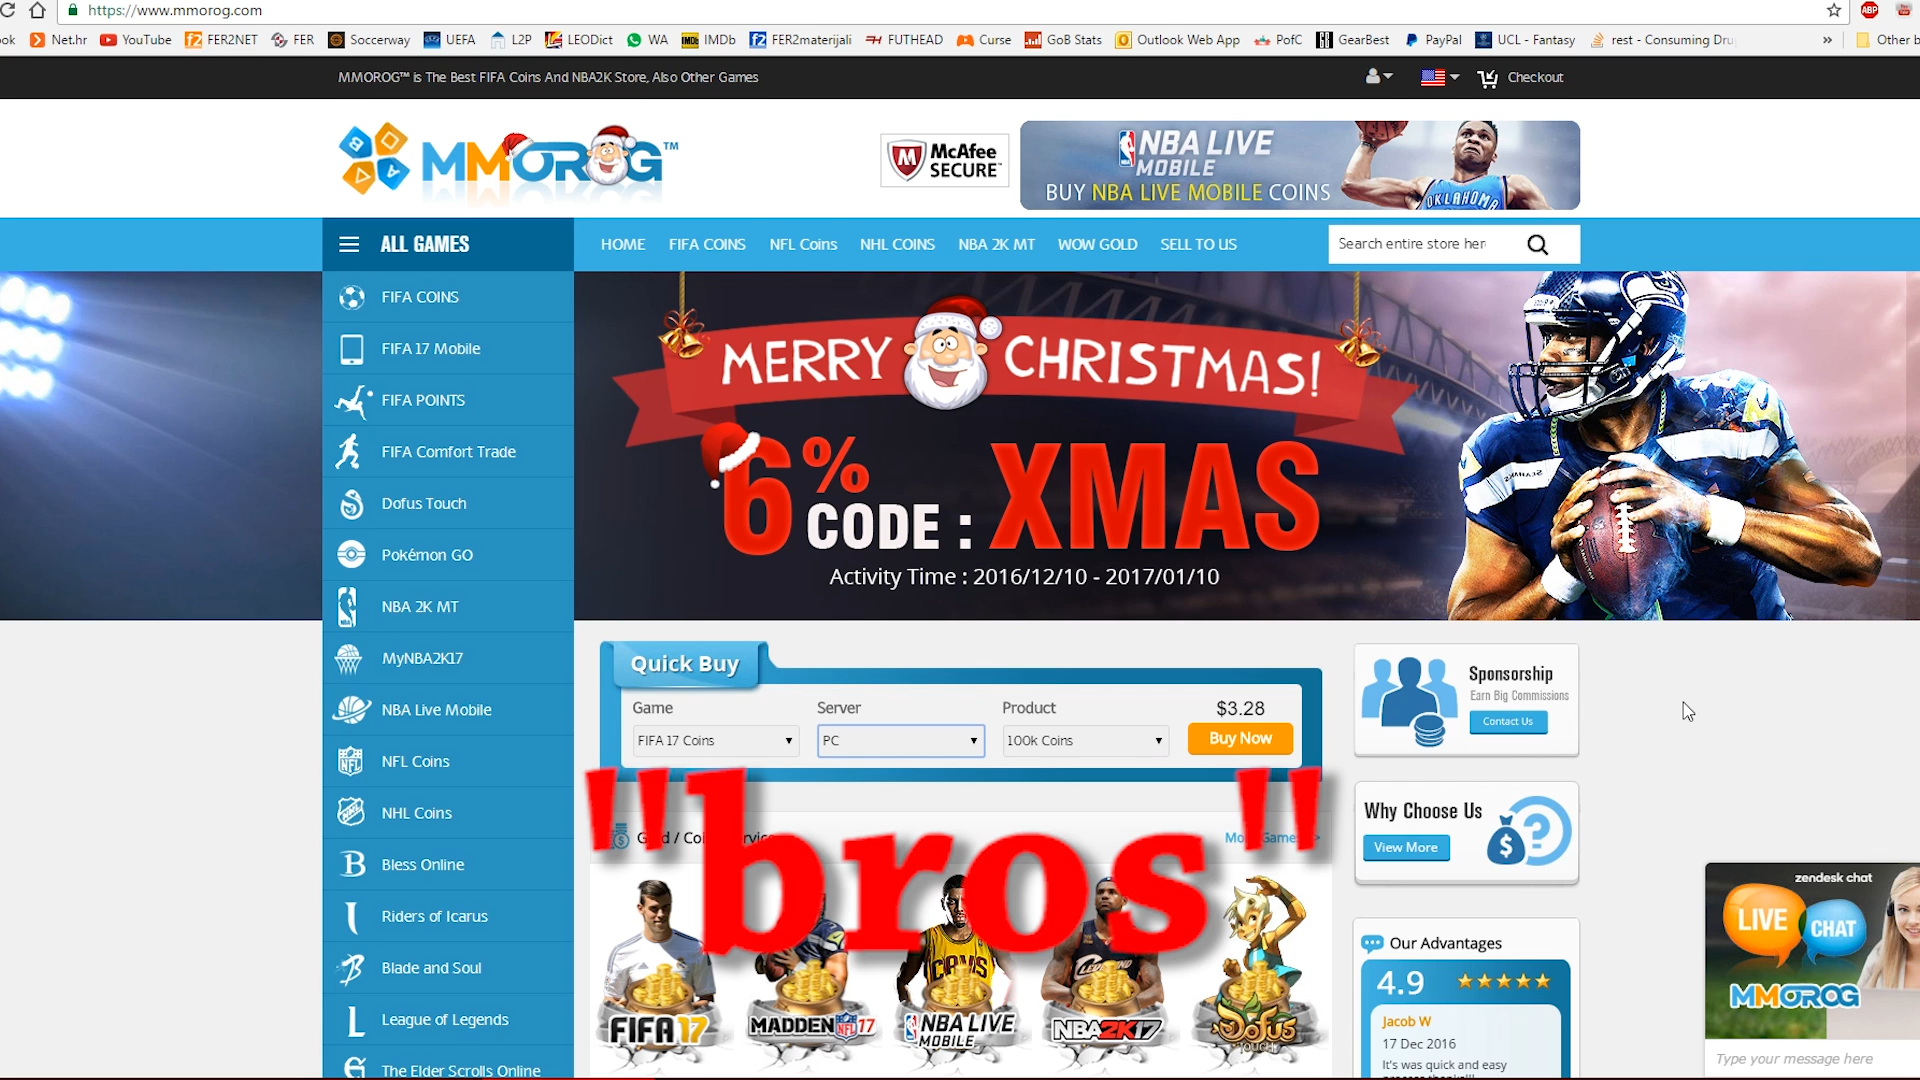 https://www.mmorog.com
ok Net.hr YouTube FER2NET FER Soccerway UEFA L2P LEODict WA IMDb FER2materijali FUTHEAD Curse GoB Stats Outlook Web App PofC GearBest PayPal UCL - Fantasy rest - Consuming Dru » Other b
MMOROG™ is The Best FIFA Coins And NBA2K Store, Also Other Games
Checkout
MMOROG™
McAfee
SECURE™
NBA LIVE
MOBILE
BUY NBA LIVE MOBILE COINS
OKLAHOMA
ALL GAMES
HOME FIFA COINS NFL Coins NHL COINS NBA 2K MT WOW GOLD SELL TO US
Search entire store her
FIFA COINS
FIFA 17 Mobile
FIFA POINTS
FIFA Comfort Trade
Dofus Touch
Pokémon GO
NBA 2K MT
MyNBA2K17
NBA Live Mobile
NFL Coins
NHL Coins
Bless Online
Riders of Icarus
Blade and Soul
League of Legends
The Elder Scrolls Online
MERRY CHRISTMAS!
6%
CODE : XMAS
Activity Time : 2016/12/10 - 2017/01/10
Quick Buy
Game Server Product $3.28
FIFA 17 Coins PC 100k Coins Buy Now
"bros"
FIFA 17
MADDEN NFL 17
NBA LIVE
MOBILE
NBA2K17
DOFUS
TOUCH
Sponsorship
Earn Big Commissions
Contact Us
Why Choose Us
View More
Our Advantages
4.9
Jacob W
17 Dec 2016
It's was quick and easy
zendesk chat
LIVE CHAT
MMOROG
Type your message here